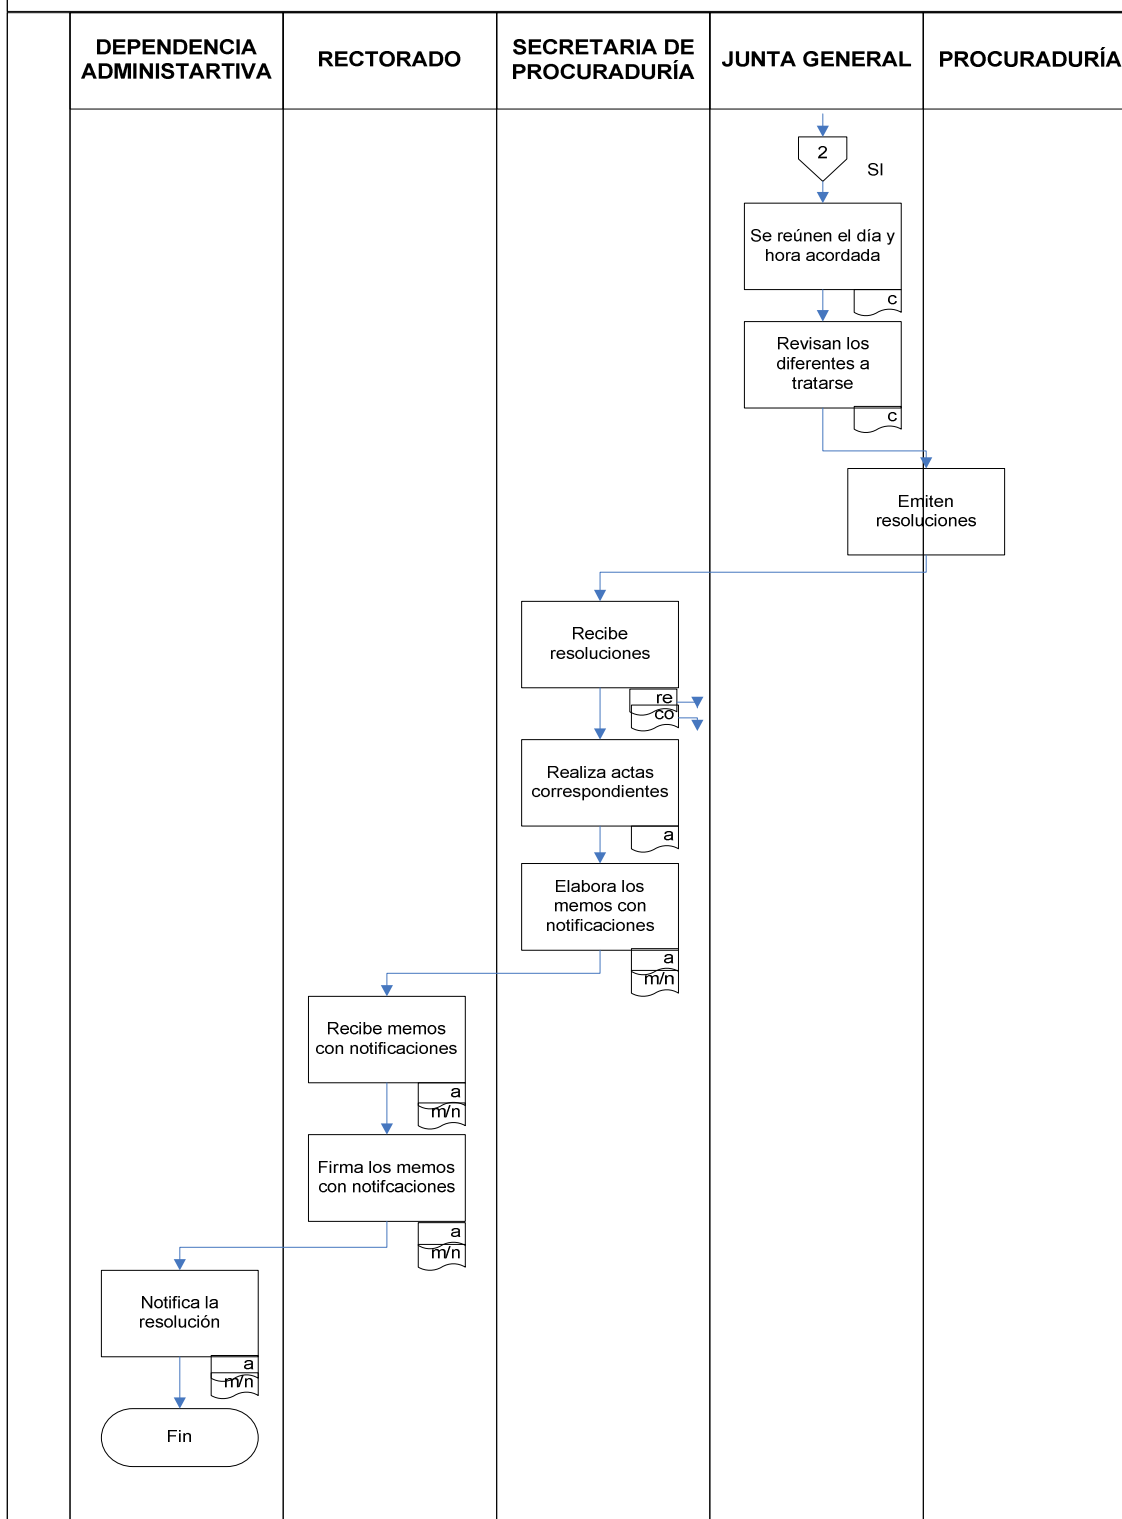 DEPENDENCIA
ADMINISTARTIVA
RECTORADO
SECRETARIA DE
PROCURADURÍA
JUNTA GENERAL
PROCURADURÍA
2
SI
Se reúnen el día y
hora acordada
c
Revisan los
diferentes a
tratarse
c
Emiten
resoluciones
Recibe
resoluciones
re
co
Realiza actas
correspondientes
a
Elabora los
memos con
notificaciones
a
m/n
Recibe memos
con notificaciones
a
m/n
Firma los memos
con notifcaciones
a
m/n
Notifica la
resolución
a
m/n
Fin